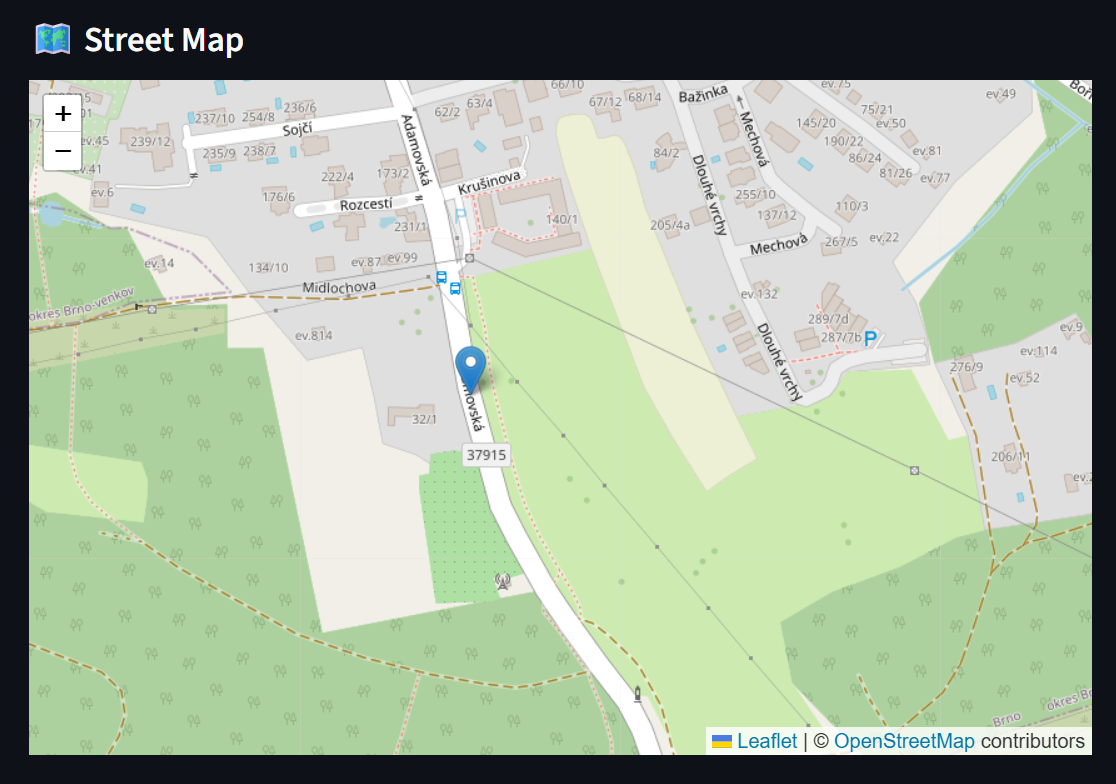 Street Map
+
−
239/12
237/10
254/8
236/6
Sojčí
235/9
238/7
ev.45
ev.41
ev.6
176/6
222/4
173/2
Rozcestí
231/1
Adamovská
62/2
63/4
66/10
67/12
68/14
Bažinka
Krušinova
P
140/1
84/2
205/4a
Dlouhé vrchy
Mechová
145/20
75/21
ev.75
ev.50
190/22
86/24
81/26
ev.81
ev.77
ev.49
255/10
137/12
110/3
267/5
ev.22
Mechová
ev.14
134/10
ev.87
ev.99
Midlochova
okres Brno-venkov
ev.814
ev.132
289/7d
287/7b
P
Dlouhé vrchy
ev.9
ev.114
276/9
ev.52
206/11
32/1
37915
Brno
okres Br
Leaflet | © OpenStreetMap contributors